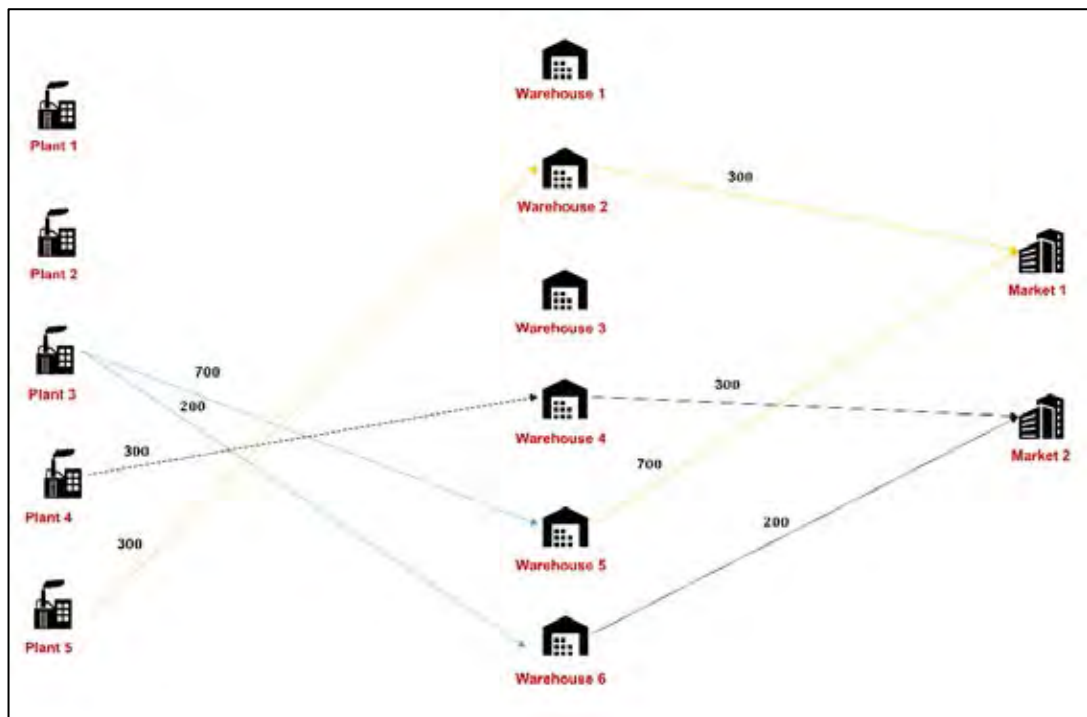 Warehouse 1
Plant 1
300
Warehouse 2
Plant 2
Market 1
Warehouse 3
700
Plant 3
200
300
Warehouse 4
300
Market 2
700
Plant 4
200
300
Warehouse 5
Plant 5
Warehouse 6